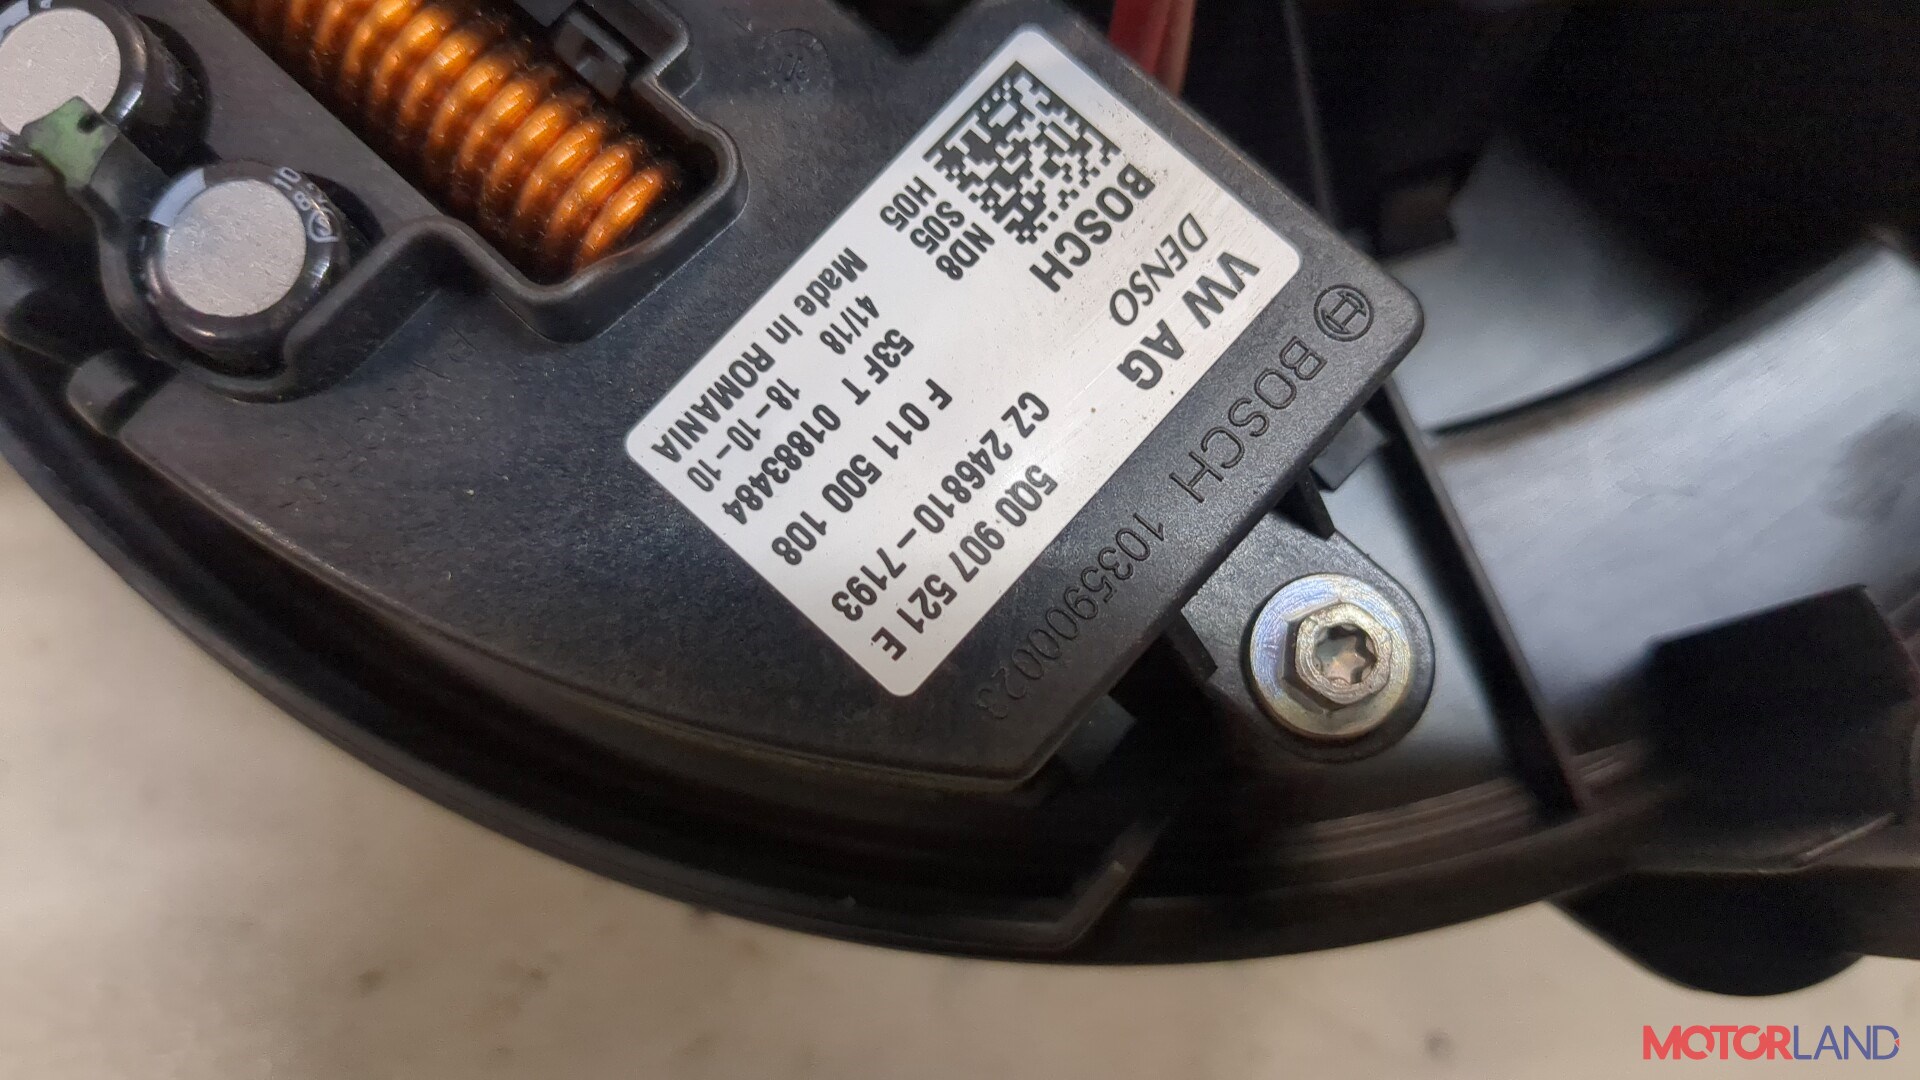 VW AG
5Q0 907 521 E
DENSO
CZ 246810-7193
BOSCH
F 011 500 108
ND8
S05
H05
53F T 01883484
41/18
18-10-10
Made In ROMANIA
BOSCH 1035900023
MOTORLAND